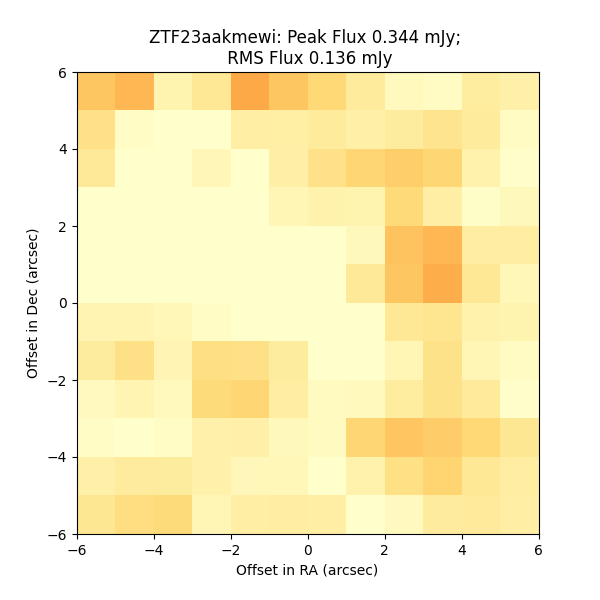 ZTF23aakmewi: Peak Flux 0.344 mJy;
RMS Flux 0.136 mJy
6
4
2
0
−2
−4
−6
Offset in Dec (arcsec)
−6 −4 −2 0 2 4 6
Offset in RA (arcsec)